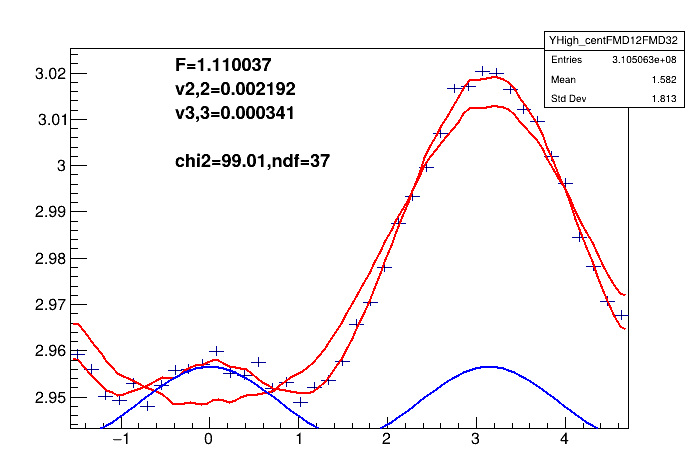 YHigh_centFMD12FMD32
Entries 3.105063e+08
Mean 1.582
Std Dev 1.813
F=1.110037
v2,2=0.002192
v3,3=0.000341
chi2=99.01,ndf=37
3.02
3.01
3
2.99
2.98
2.97
2.96
2.95
−1 0 1 2 3 4